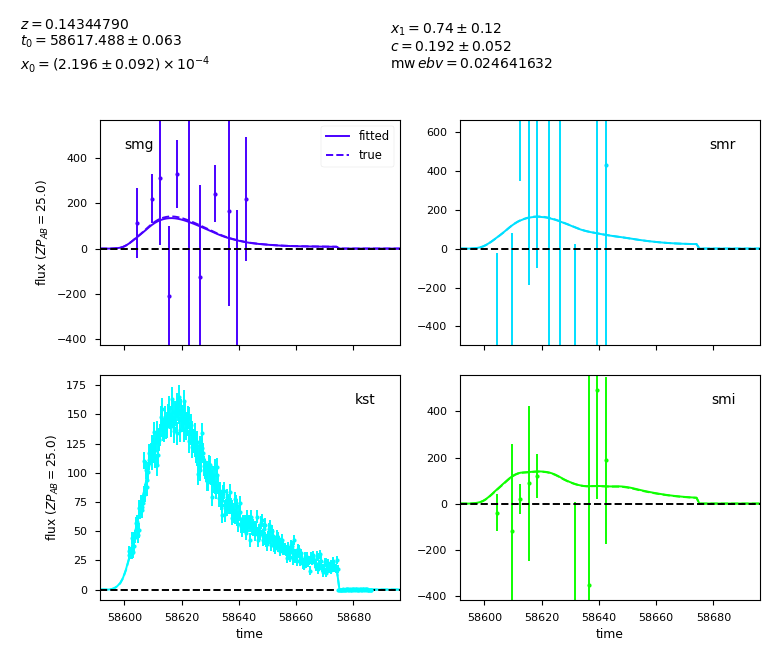 z = 0.14344790
t0 = 58617.488 ± 0.063
x0 = (2.196 ± 0.092) × 10^-4
x1 = 0.74 ± 0.12
c = 0.192 ± 0.052
mw ebv = 0.024641632
smg
fitted
true
400
200
0
−200
−400
flux (ZP_AB = 25.0)
smr
600
400
200
0
−200
−400
kst
175
150
125
100
75
50
25
0
flux (ZP_AB = 25.0)
58600 58620 58640 58660 58680
time
smi
400
200
0
−200
−400
58600 58620 58640 58660 58680
time